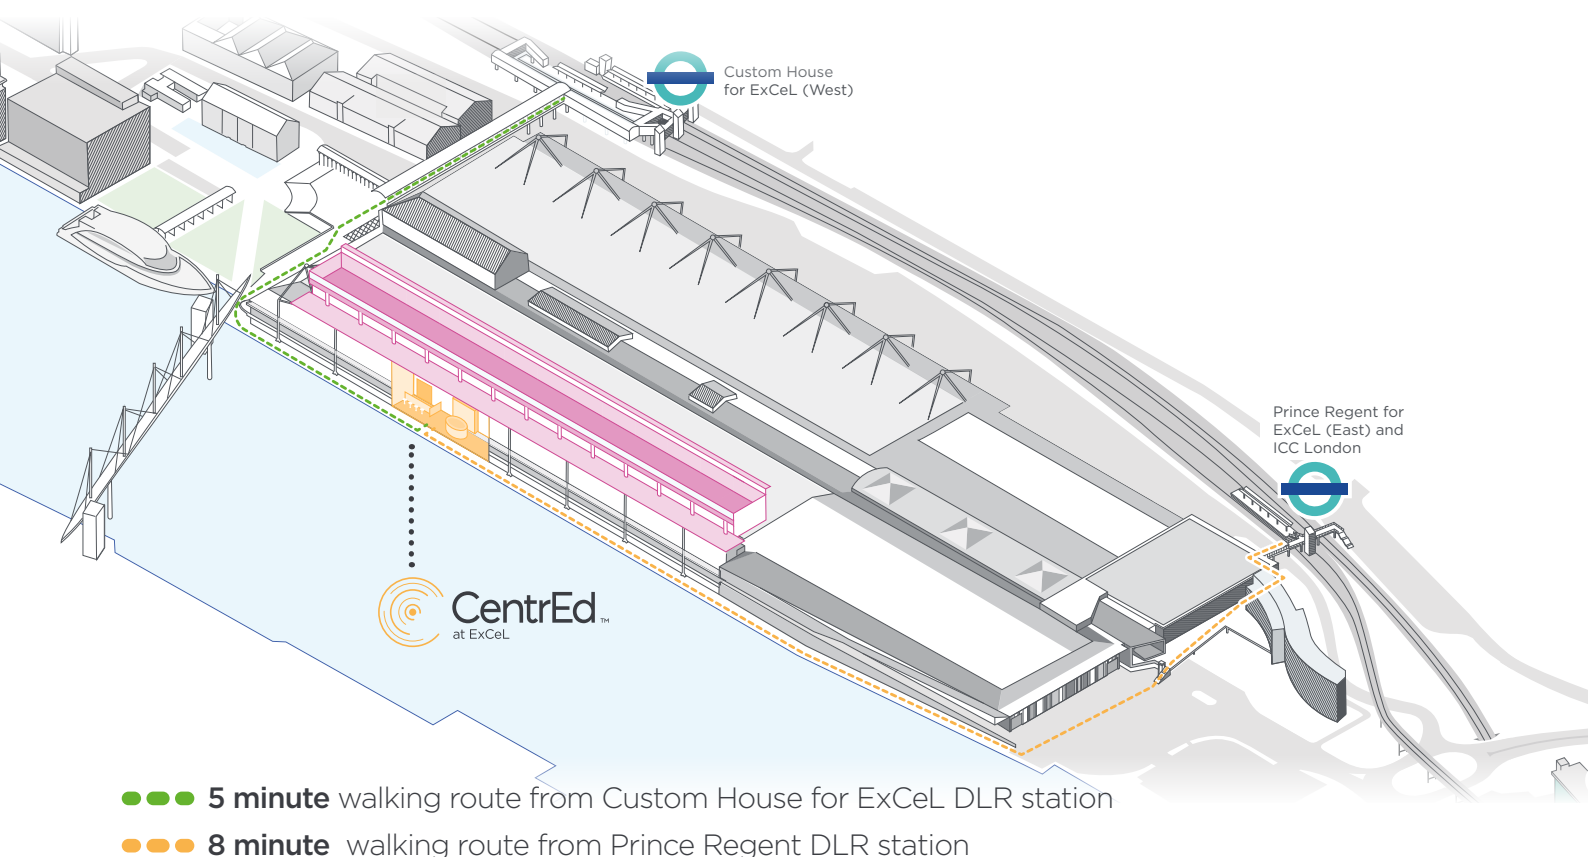 Custom House
for ExCeL (West)
Prince Regent for
ExCeL (East) and
ICC London
CentrEd™
at ExCeL
5 minute walking route from Custom House for ExCeL DLR station
8 minute walking route from Prince Regent DLR station